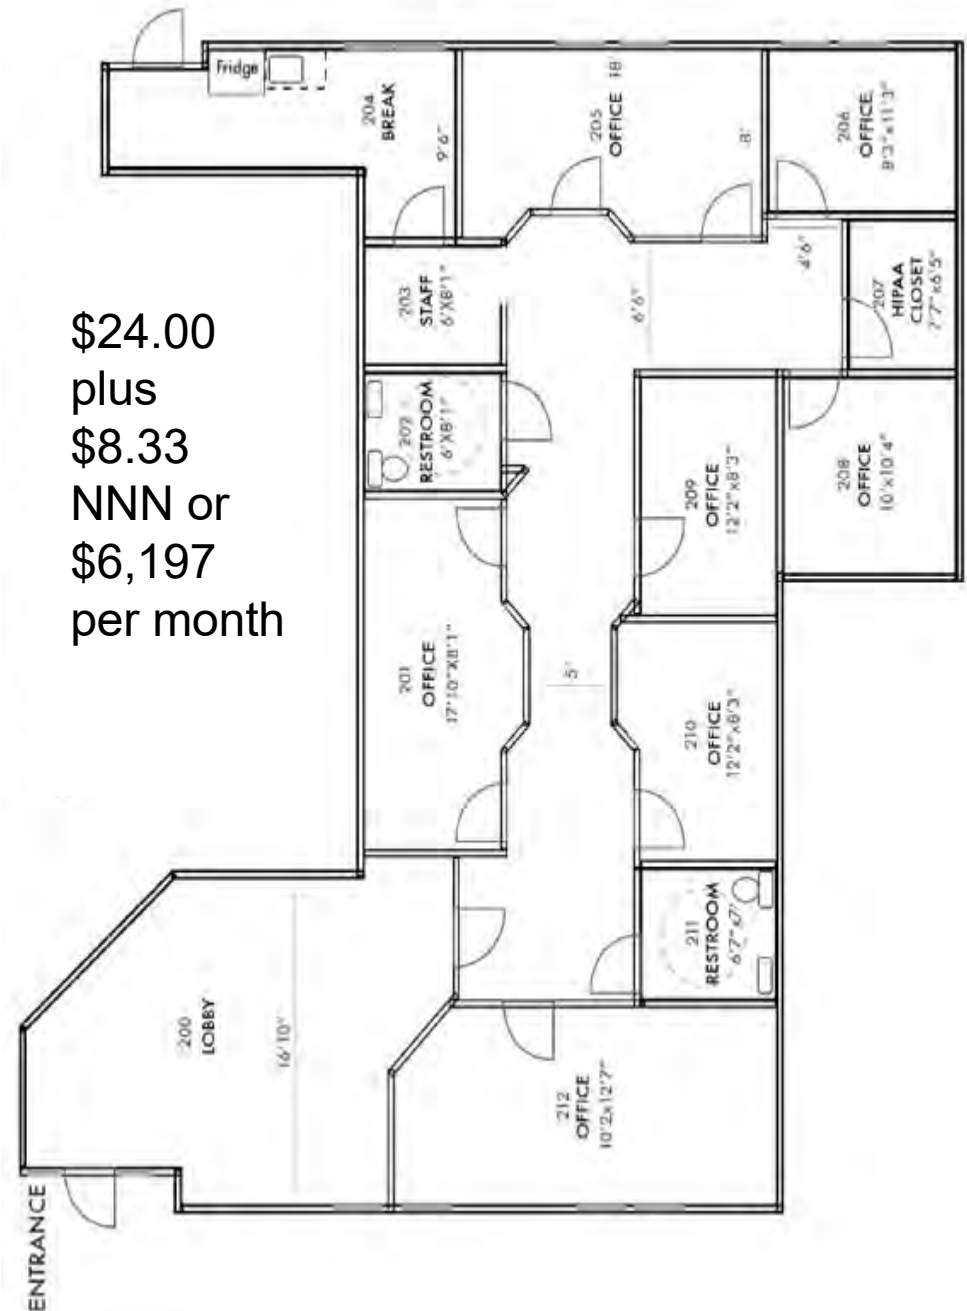 $24.00
plus
$8.33
NNN or
$6,197
per month
Fridge
204
BREAK
9'6"
205
OFFICE
18'
8'
206
OFFICE
8'3"x11'3"
203
STAFF
6'X8'1"
6'6"
4'6"
207
HIPAA
CLOSET
7'7"x6'5"
202
RESTROOM
6'X8'1"
209
OFFICE
12'2"x8'3"
208
OFFICE
10'x10'4"
201
OFFICE
17'10"X8'1"
5'
210
OFFICE
12'2"x8'3"
211
RESTROOM
6'7"x7'
200
LOBBY
16'10"
212
OFFICE
10'2x12'7"
ENTRANCE